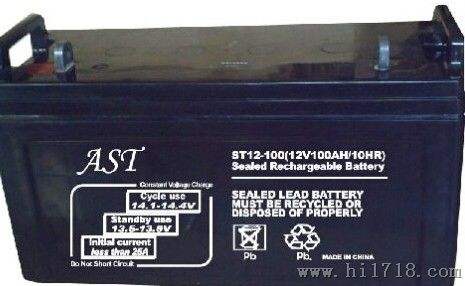 AST
ST12-100(12V100AH/10HR)
Sealed Rechargeable Battery
Constant Voltage Charge
Cycle use
14.1-14.4V
Standby use
13.5-13.8V
Initial current
less than 25A
Do Not Short Circuit
SEALED LEAD BATTERY
MUST BE RECYCLED OR
DISPOSED OF PROPERLY
Pb
Pb.
MADE IN CHINA
www.hi1718.com